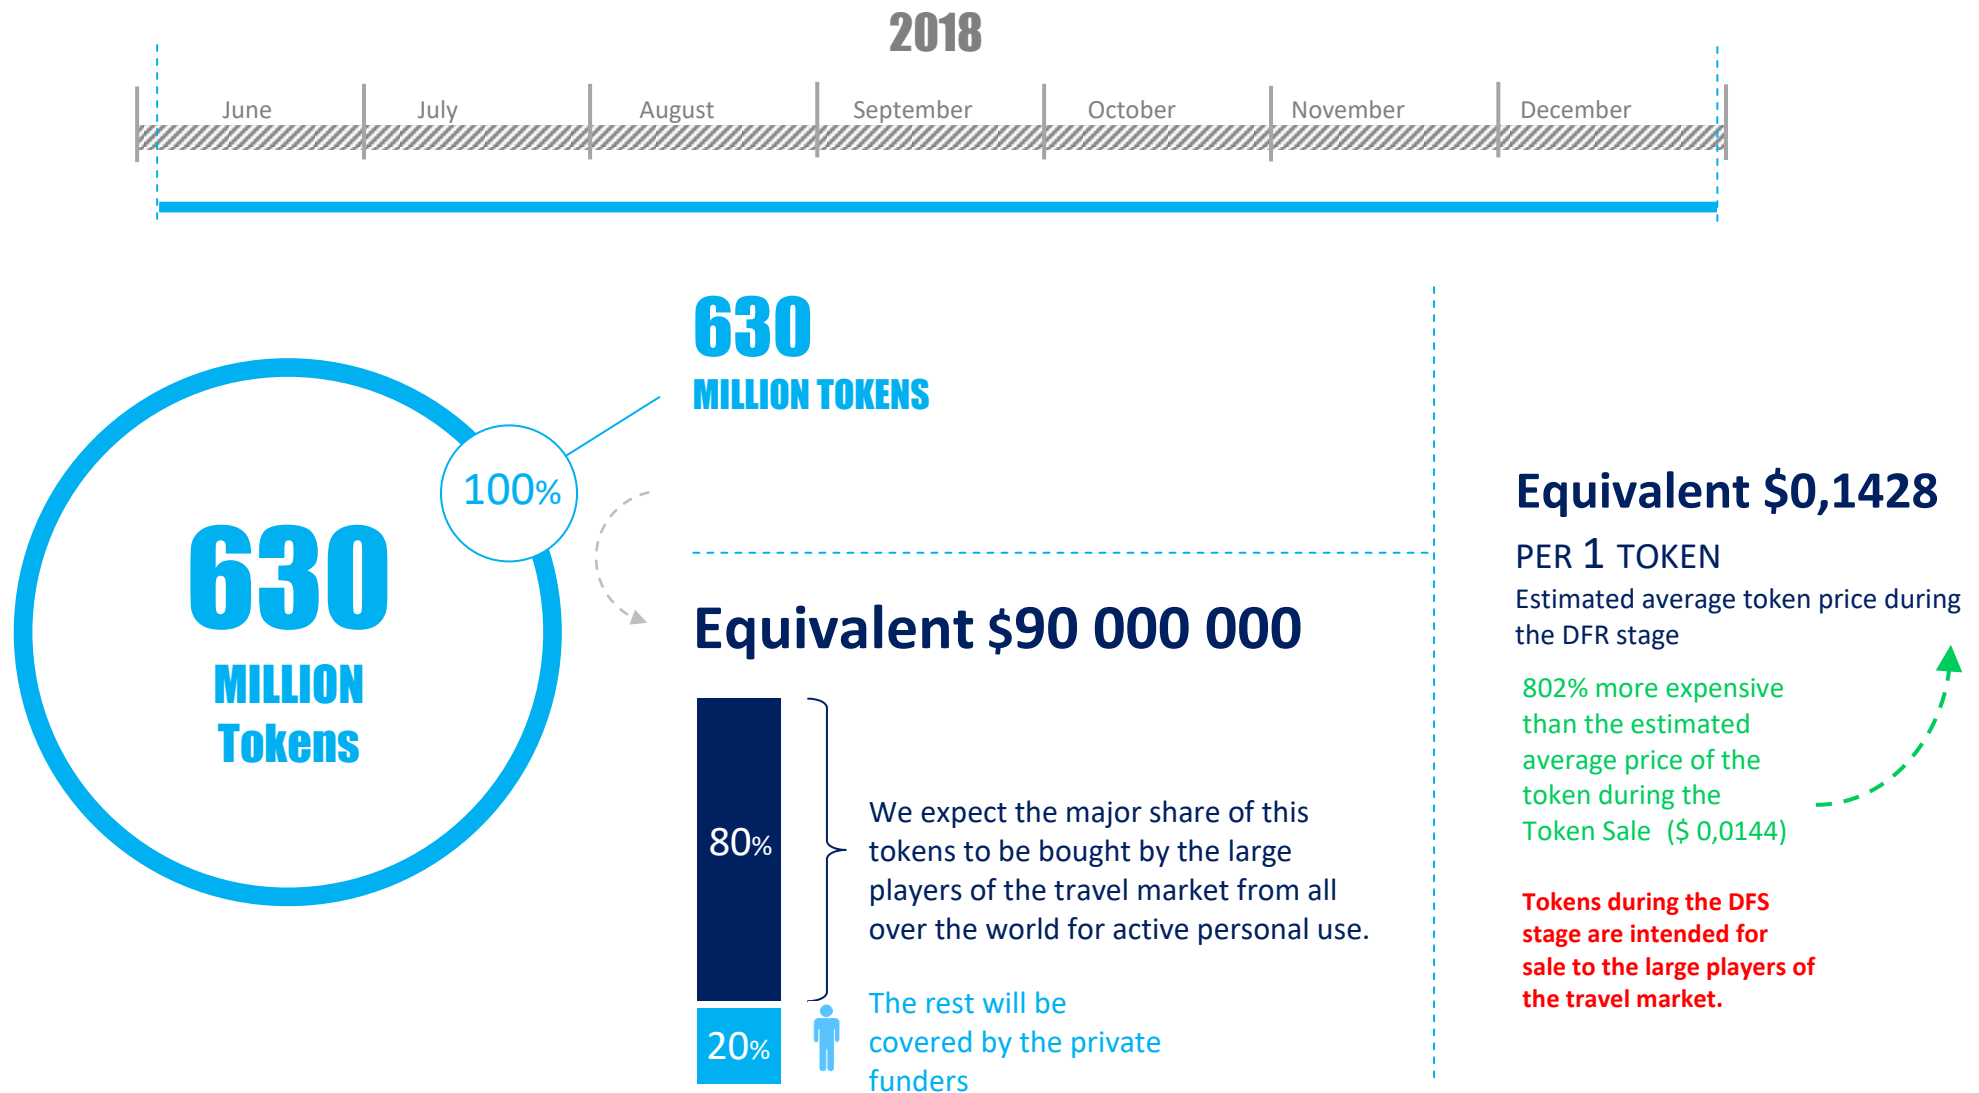 2018
June July August September October November December
630
MILLION TOKENS
100%
630
MILLION
Tokens
Equivalent $90 000 000
80%
We expect the major share of this
tokens to be bought by the large
players of the travel market from all
over the world for active personal use.
20%
The rest will be
covered by the private
funders
Equivalent $0,1428
PER 1 TOKEN
Estimated average token price during
the DFR stage
802% more expensive
than the estimated
average price of the
token during the
Token Sale ($ 0,0144)
Tokens during the DFS
stage are intended for
sale to the large players of
the travel market.